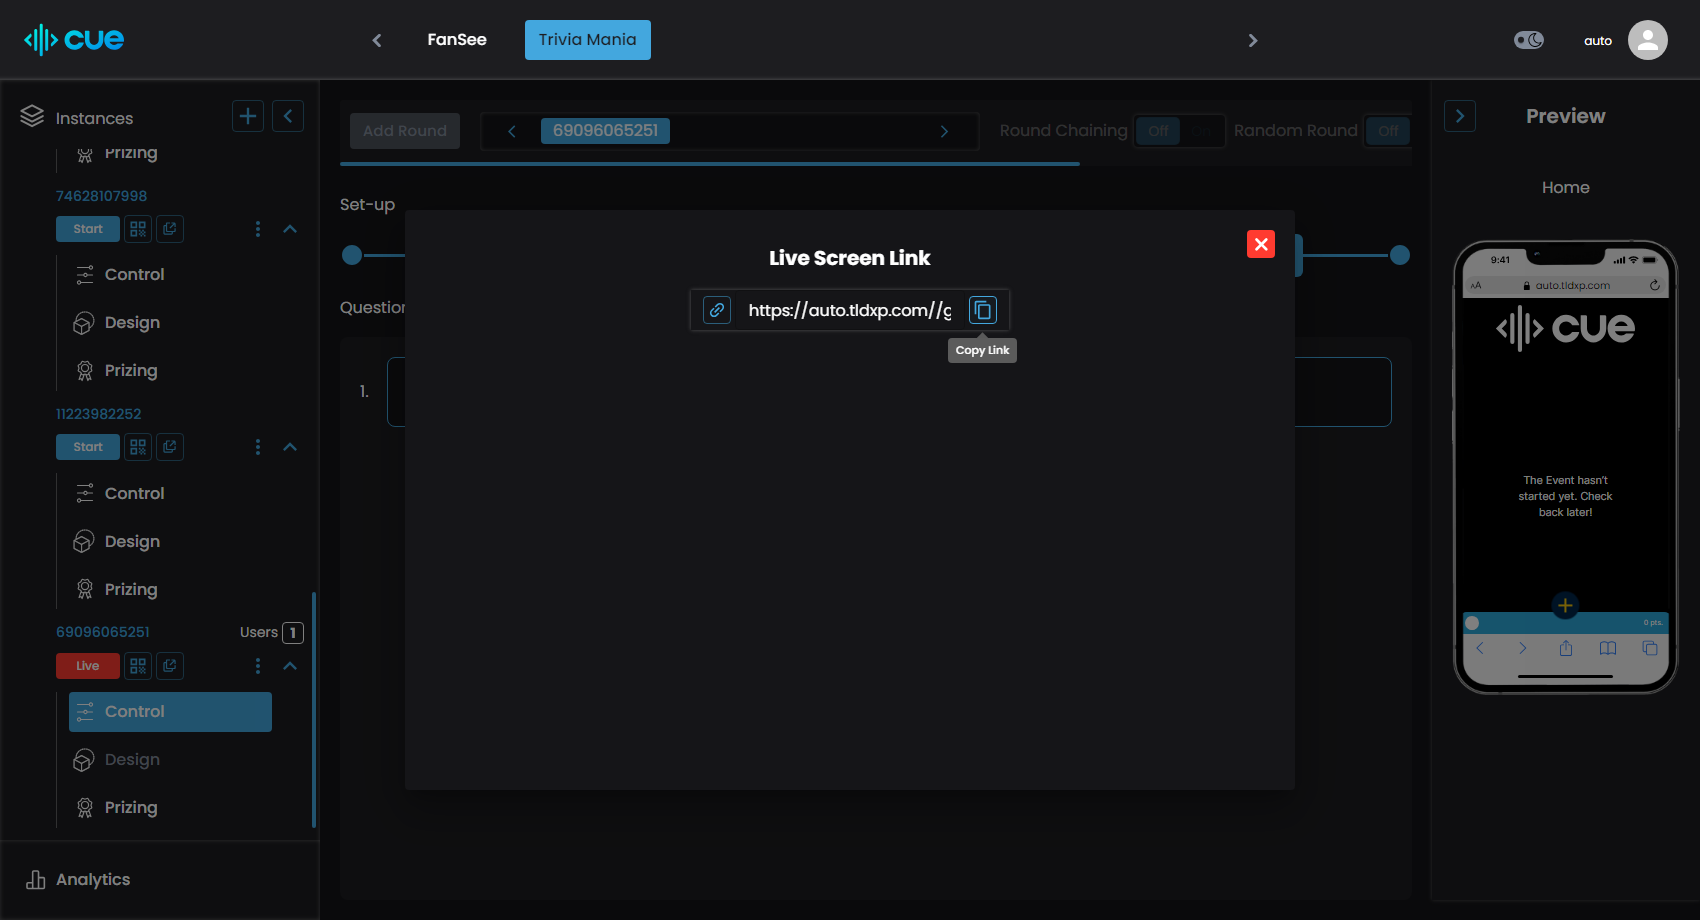 cue
FanSee
Trivia Mania
auto
Instances
Prizing
74628107998
Start
Control
Design
Prizing
11223982252
Start
Control
Design
Prizing
69096065251
Users 1
Live
Control
Design
Prizing
Analytics
Add Round
69096065251
Round Chaining
Off
On
Random Round
Off
Set-up
Question
1.
Live Screen Link
https://auto.tldxp.com//g
Copy Link
Preview
Home
9:41
AA
auto.tldxp.com
cue
The Event hasn't
started yet. Check
back later!
0 pts.